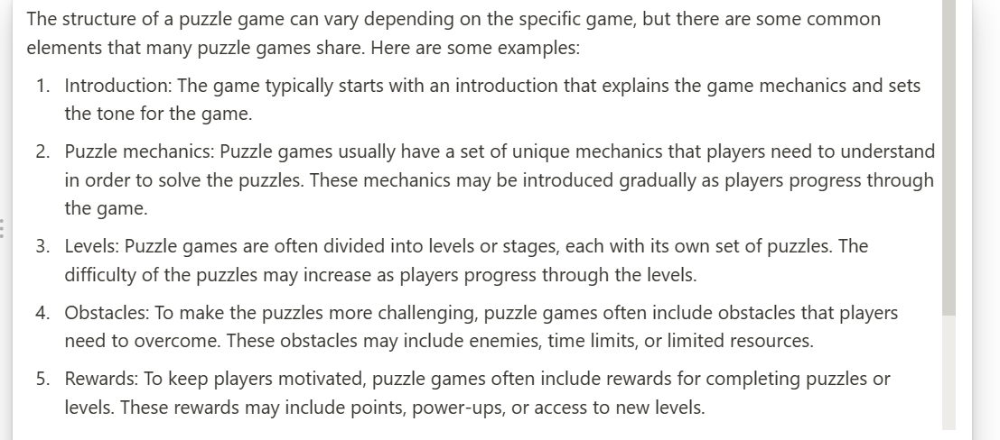 The structure of a puzzle game can vary depending on the specific game, but there are some common
elements that many puzzle games share. Here are some examples:
1. Introduction: The game typically starts with an introduction that explains the game mechanics and sets
the tone for the game.
2. Puzzle mechanics: Puzzle games usually have a set of unique mechanics that players need to understand
in order to solve the puzzles. These mechanics may be introduced gradually as players progress through
the game.
3. Levels: Puzzle games are often divided into levels or stages, each with its own set of puzzles. The
difficulty of the puzzles may increase as players progress through the levels.
4. Obstacles: To make the puzzles more challenging, puzzle games often include obstacles that players
need to overcome. These obstacles may include enemies, time limits, or limited resources.
5. Rewards: To keep players motivated, puzzle games often include rewards for completing puzzles or
levels. These rewards may include points, power-ups, or access to new levels.